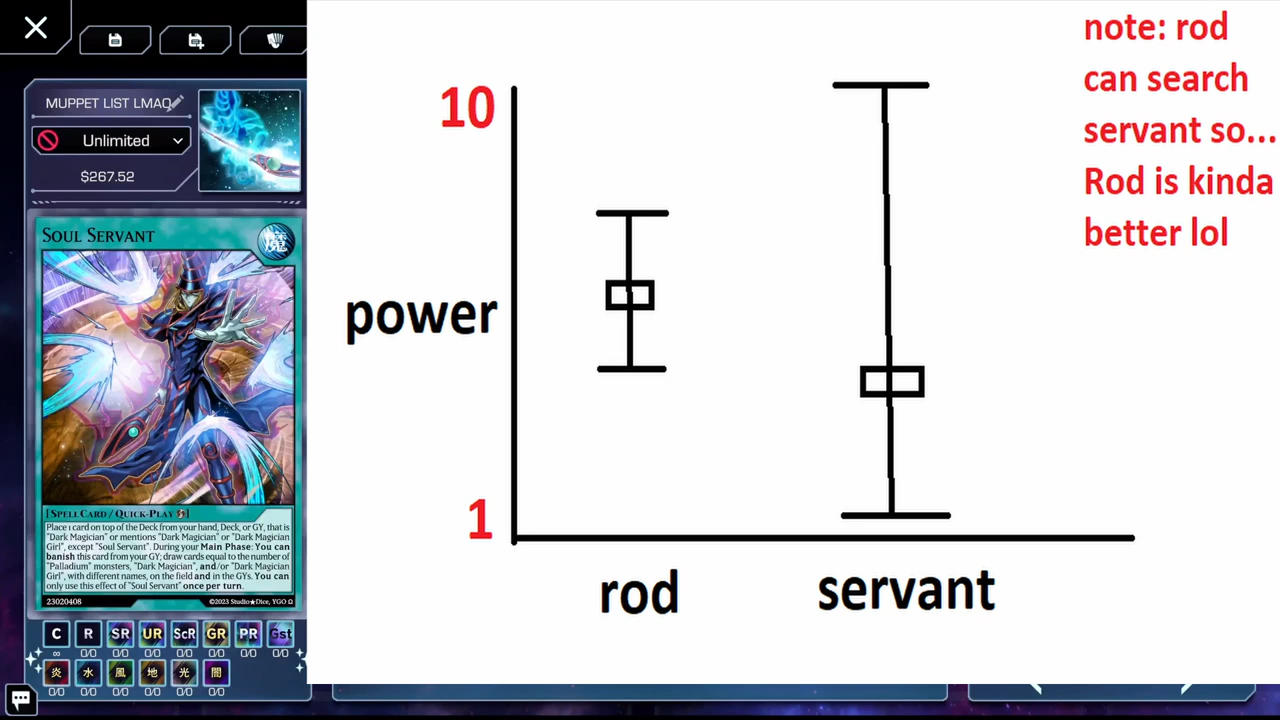 MUPPET LIST LMAO
Unlimited
$267.52
SOUL SERVANT
[SPELL CARD / QUICK-PLAY]
Place 1 card on top of the Deck from your hand, Deck, or GY, that is
"Dark Magician" or mentions "Dark Magician" or "Dark Magician
Girl", except "Soul Servant". During your Main Phase: You can
banish this card from your GY; draw cards equal to the number of
"Palladium" monsters, "Dark Magician", and/or "Dark Magician
Girl", with different names, on the field and in the GYs. You can
only use this effect of "Soul Servant" once per turn.
23020408 ©2023 Studio★Dice, YGO Ω
C R SR UR ScR GR PR Gst
∞ 0/0 0/0 0/0 0/0 0/0 0/0 0/0
炎 水 風 地 光 闇
0/0 0/0 0/0 0/0 0/0 0/0
10
power
1
rod
servant
note: rod
can search
servant so...
Rod is kinda
better lol